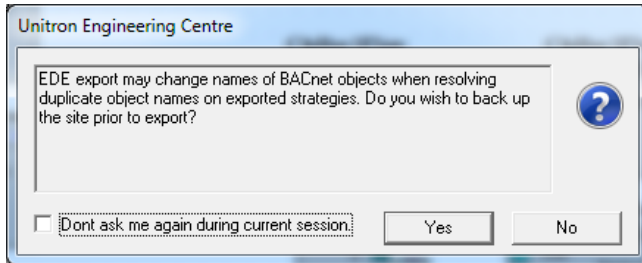 Unitron Engineering Centre
EDE export may change names of BACnet objects when resolving
duplicate object names on exported strategies. Do you wish to back up
the site prior to export?
Dont ask me again during current session.
Yes
No